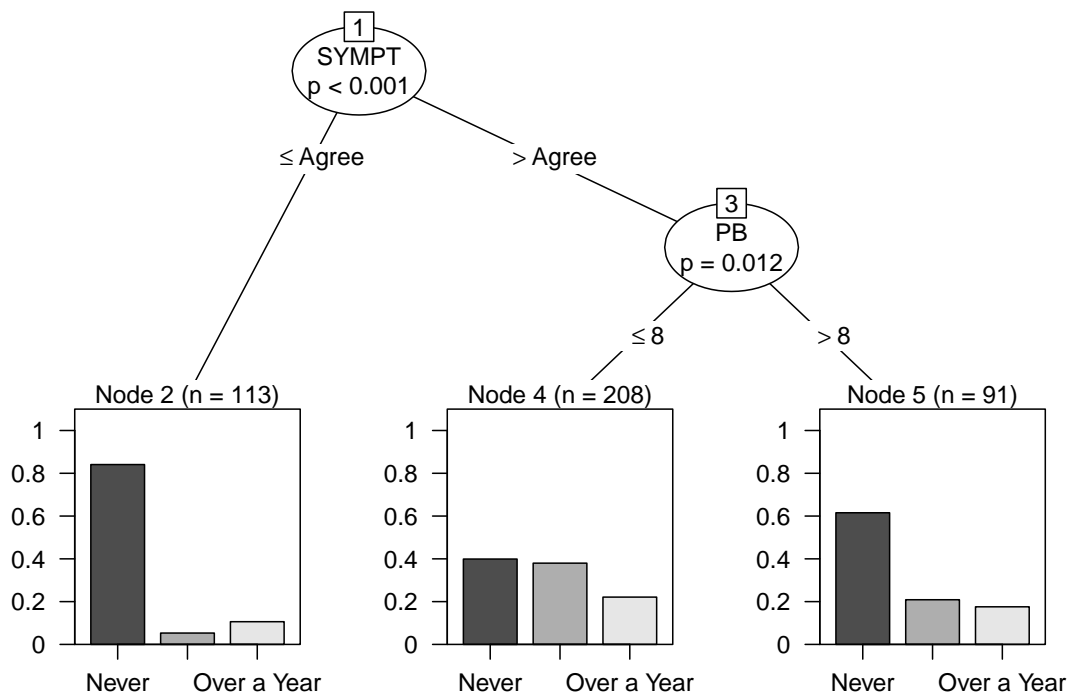 1
SYMPT
p < 0.001
≤ Agree
> Agree
3
PB
p = 0.012
≤ 8
> 8
Node 2 (n = 113)
1
0.8
0.6
0.4
0.2
0
Never Over a Year
Node 4 (n = 208)
1
0.8
0.6
0.4
0.2
0
Never Over a Year
Node 5 (n = 91)
1
0.8
0.6
0.4
0.2
0
Never Over a Year